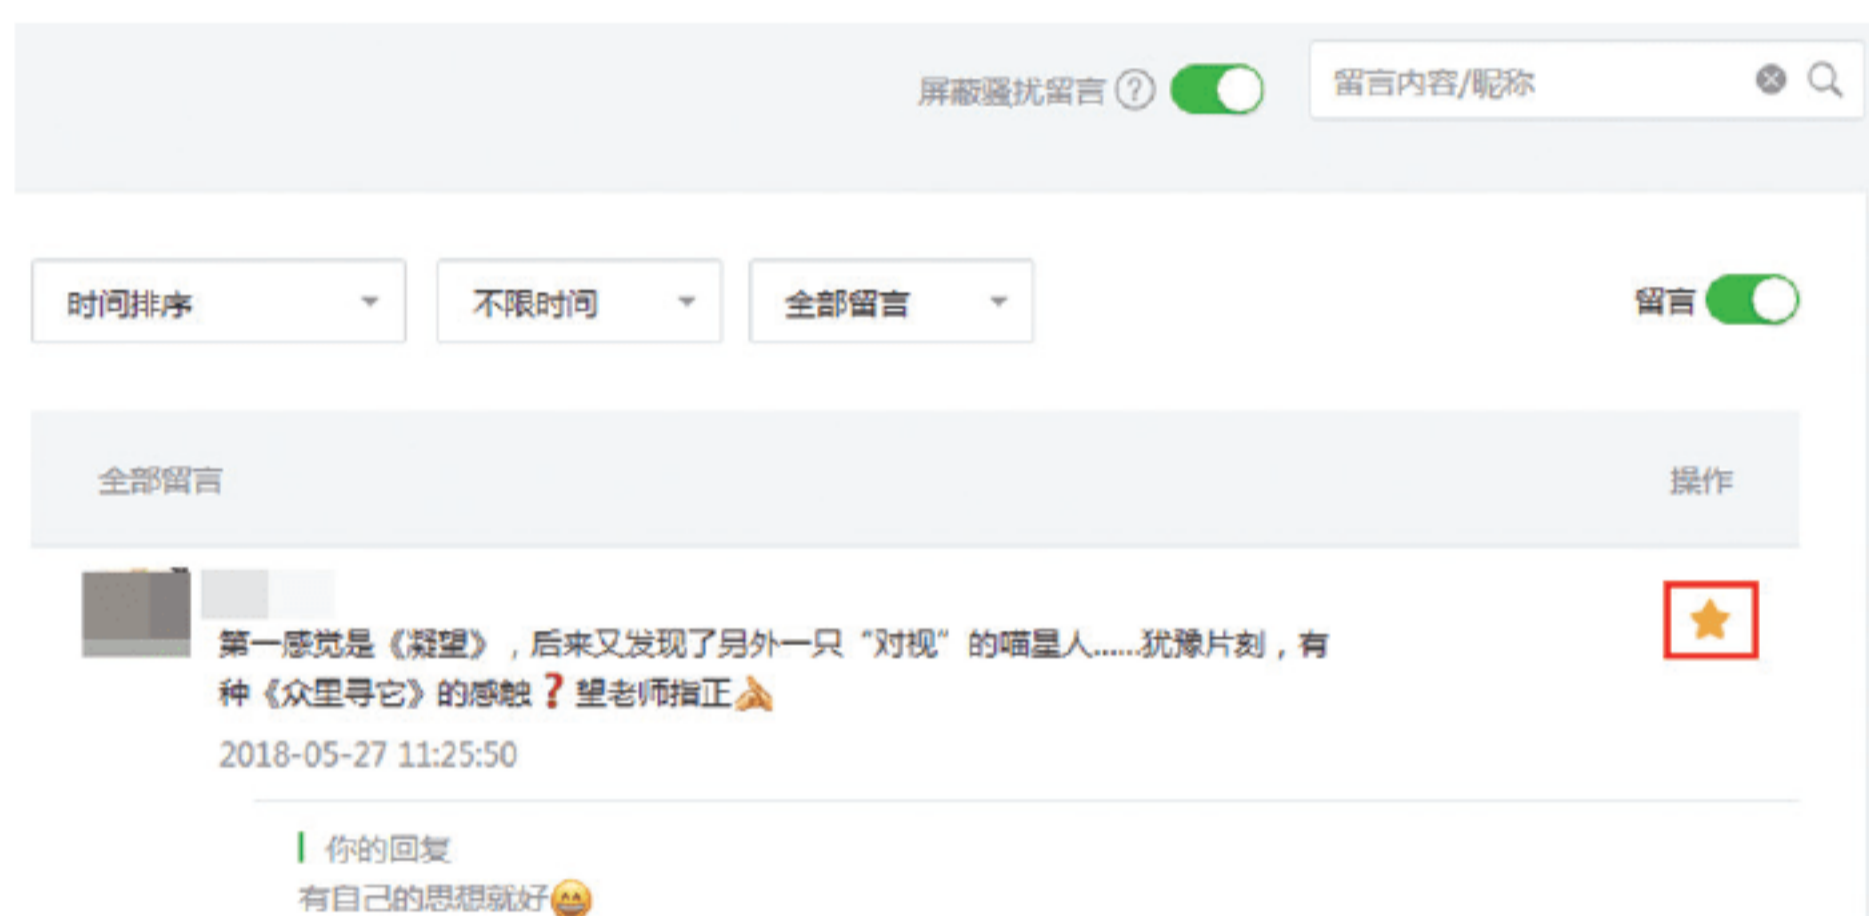 屏蔽骚扰留言 ?
留言内容/昵称
时间排序
不限时间
全部留言
留言
全部留言
操作
第一感觉是《凝望》，后来又发现了另外一只“对视”的喵星人……犹豫片刻，有
种《众里寻它》的感触❓望老师指正🙏
2018-05-27 11:25:50
你的回复
有自己的思想就好😄